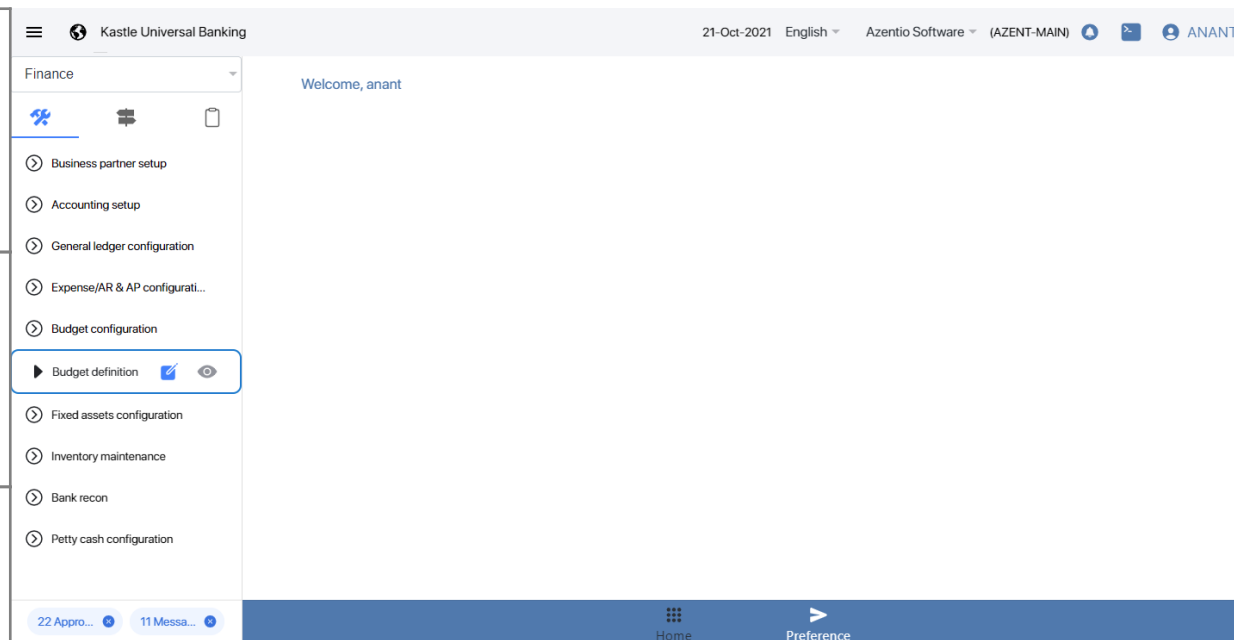 Kastle Universal Banking
21-Oct-2021 English Azentio Software (AZENT-MAIN) ANANT
Finance
Welcome, anant
Business partner setup
Accounting setup
General ledger configuration
Expense/AR & AP configurati...
Budget configuration
Budget definition
Fixed assets configuration
Inventory maintenance
Bank recon
Petty cash configuration
22 Appro... 11 Messa...
Home Preference